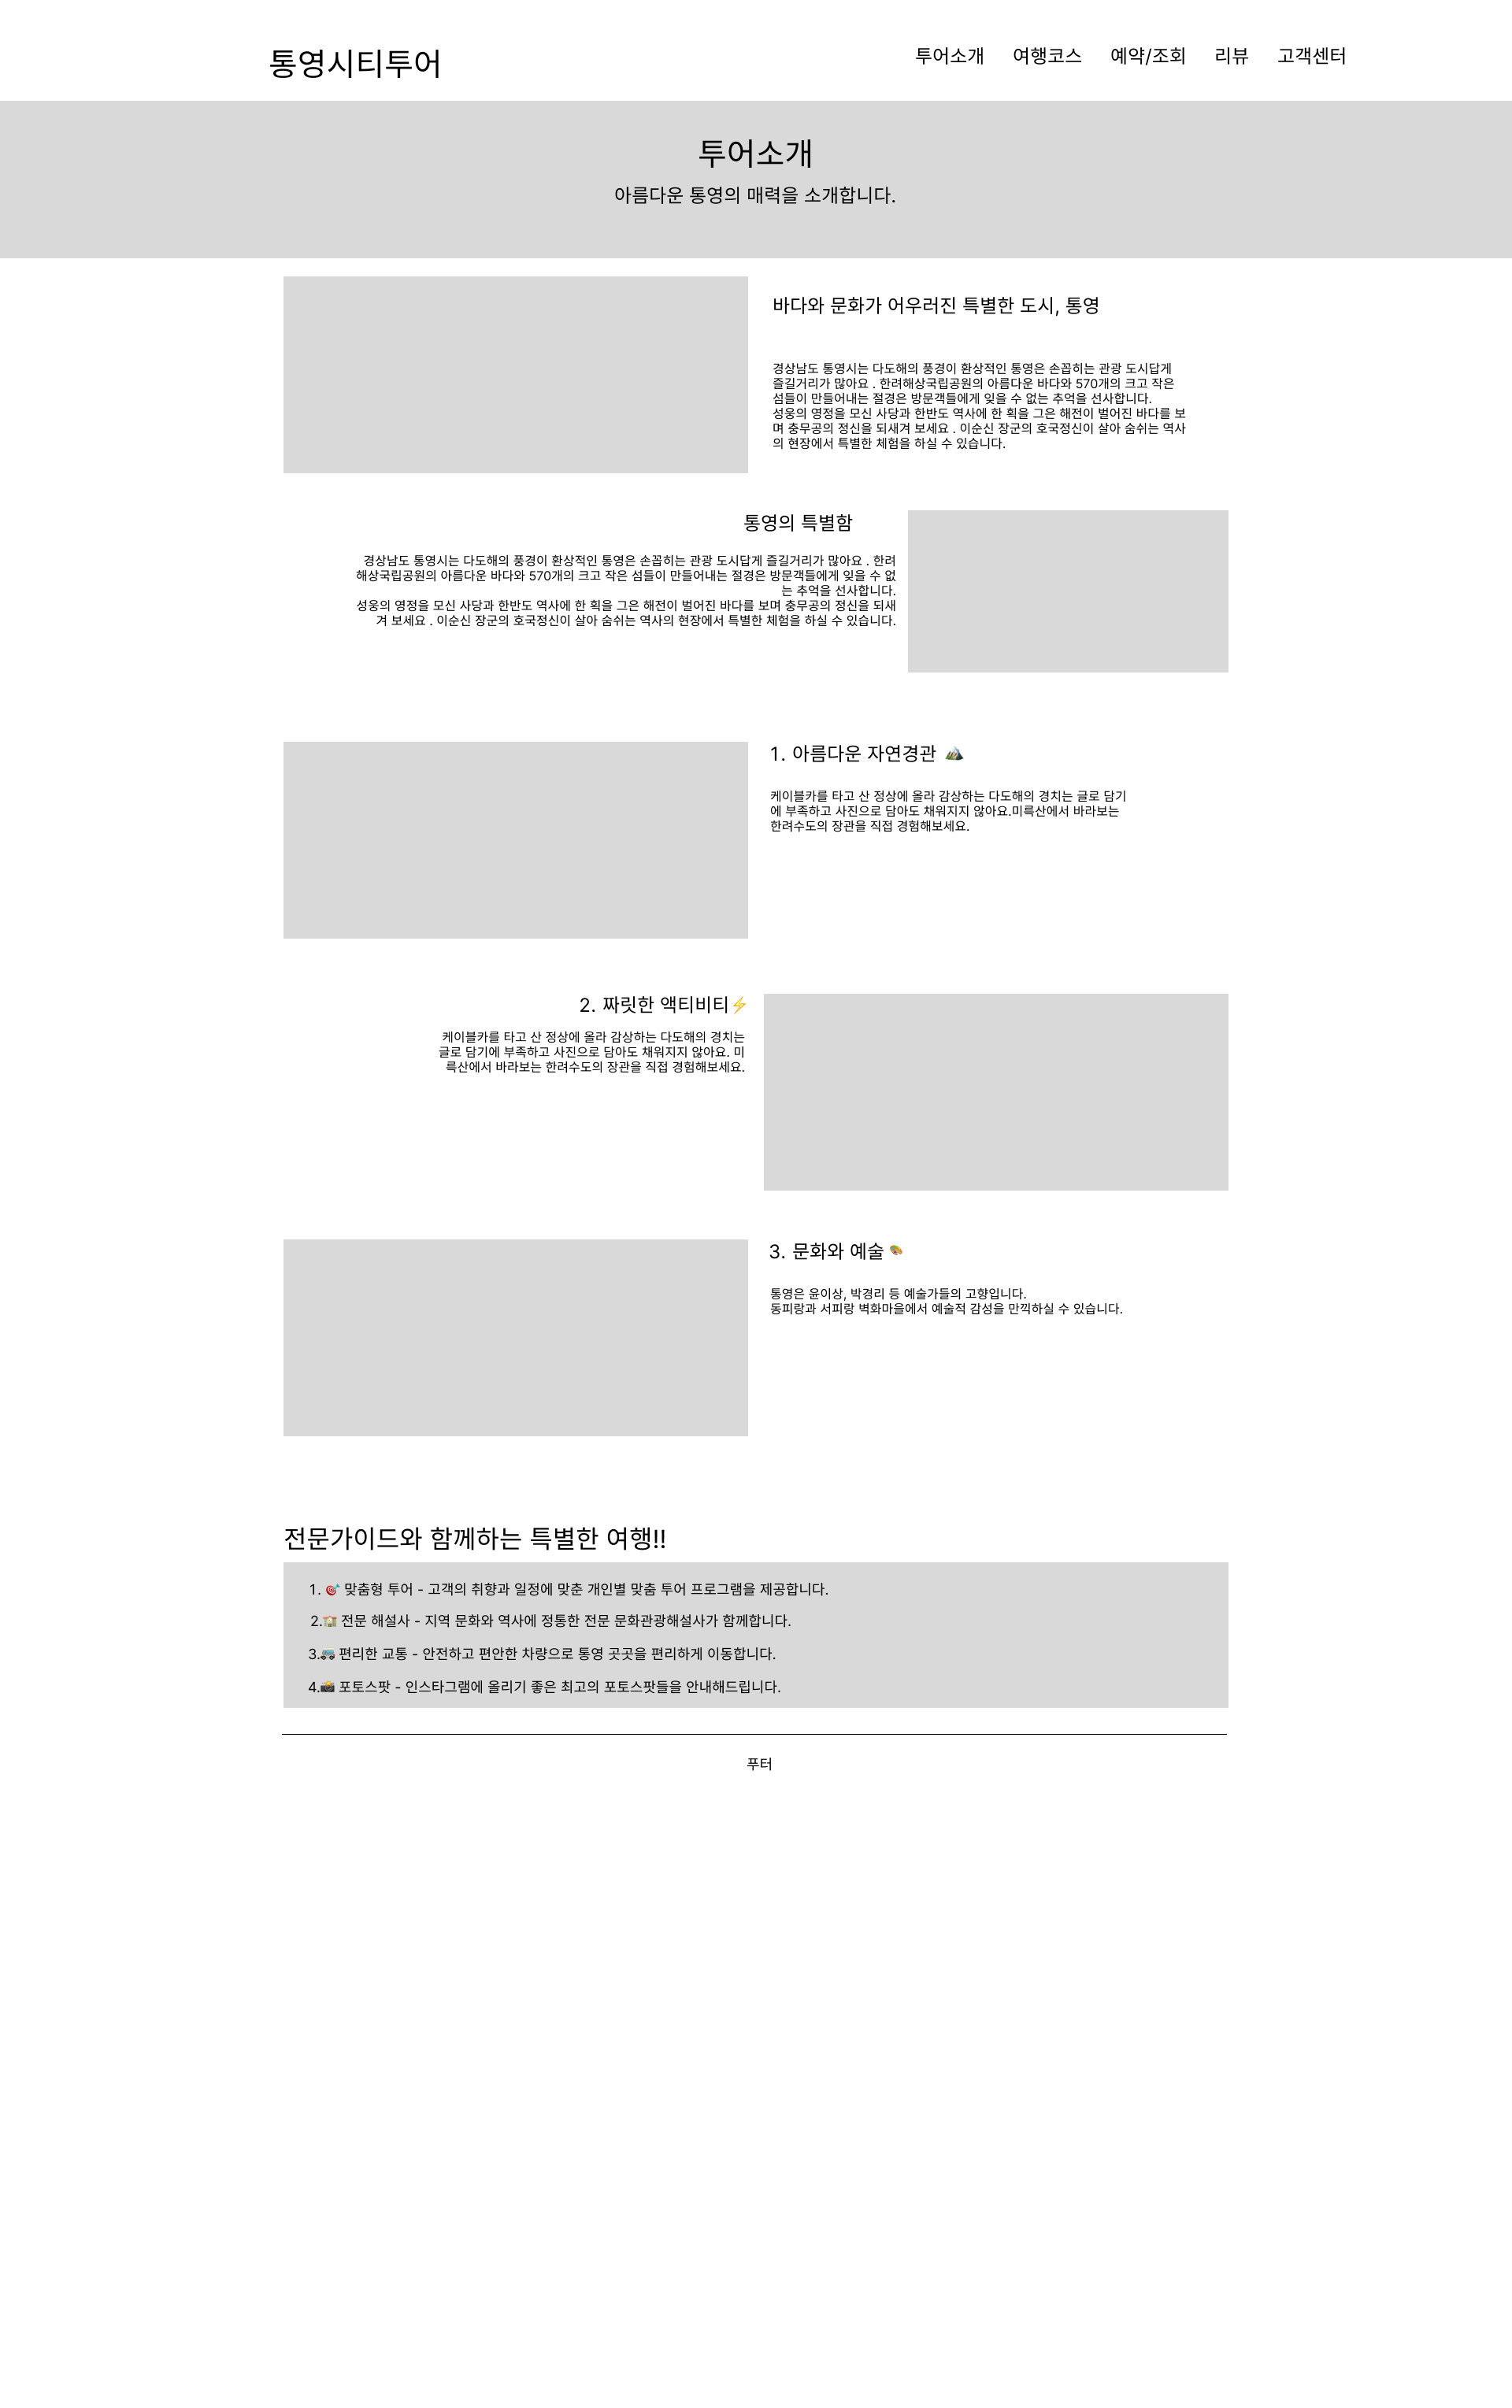 통영시티투어
투어소개 여행코스 예약/조회 리뷰 고객센터
투어소개
아름다운 통영의 매력을 소개합니다.
바다와 문화가 어우러진 특별한 도시, 통영
경상남도 통영시는 다도해의 풍경이 환상적인 통영은 손꼽히는 관광 도시답게
즐길거리가 많아요 . 한려해상국립공원의 아름다운 바다와 570개의 크고 작은
섬들이 만들어내는 절경은 방문객들에게 잊을 수 없는 추억을 선사합니다.
성웅의 영정을 모신 사당과 한반도 역사에 한 획을 그은 해전이 벌어진 바다를 보
며 충무공의 정신을 되새겨 보세요 . 이순신 장군의 호국정신이 살아 숨쉬는 역사
의 현장에서 특별한 체험을 하실 수 있습니다.
통영의 특별함
경상남도 통영시는 다도해의 풍경이 환상적인 통영은 손꼽히는 관광 도시답게 즐길거리가 많아요 . 한려
해상국립공원의 아름다운 바다와 570개의 크고 작은 섬들이 만들어내는 절경은 방문객들에게 잊을 수 없
는 추억을 선사합니다.
성웅의 영정을 모신 사당과 한반도 역사에 한 획을 그은 해전이 벌어진 바다를 보며 충무공의 정신을 되새
겨 보세요 . 이순신 장군의 호국정신이 살아 숨쉬는 역사의 현장에서 특별한 체험을 하실 수 있습니다.
1. 아름다운 자연경관 🏔️
케이블카를 타고 산 정상에 올라 감상하는 다도해의 경치는 글로 담기
에 부족하고 사진으로 담아도 채워지지 않아요.미륵산에서 바라보는
한려수도의 장관을 직접 경험해보세요.
2. 짜릿한 액티비티⚡
케이블카를 타고 산 정상에 올라 감상하는 다도해의 경치는
글로 담기에 부족하고 사진으로 담아도 채워지지 않아요. 미
륵산에서 바라보는 한려수도의 장관을 직접 경험해보세요.
3. 문화와 예술 🎨
통영은 윤이상, 박경리 등 예술가들의 고향입니다.
동피랑과 서피랑 벽화마을에서 예술적 감성을 만끽하실 수 있습니다.
전문가이드와 함께하는 특별한 여행!!
1. 🎯 맞춤형 투어 - 고객의 취향과 일정에 맞춘 개인별 맞춤 투어 프로그램을 제공합니다.
2.🏫 전문 해설사 - 지역 문화와 역사에 정통한 전문 문화관광해설사가 함께합니다.
3.🚐 편리한 교통 - 안전하고 편안한 차량으로 통영 곳곳을 편리하게 이동합니다.
4.📸 포토스팟 - 인스타그램에 올리기 좋은 최고의 포토스팟들을 안내해드립니다.
푸터